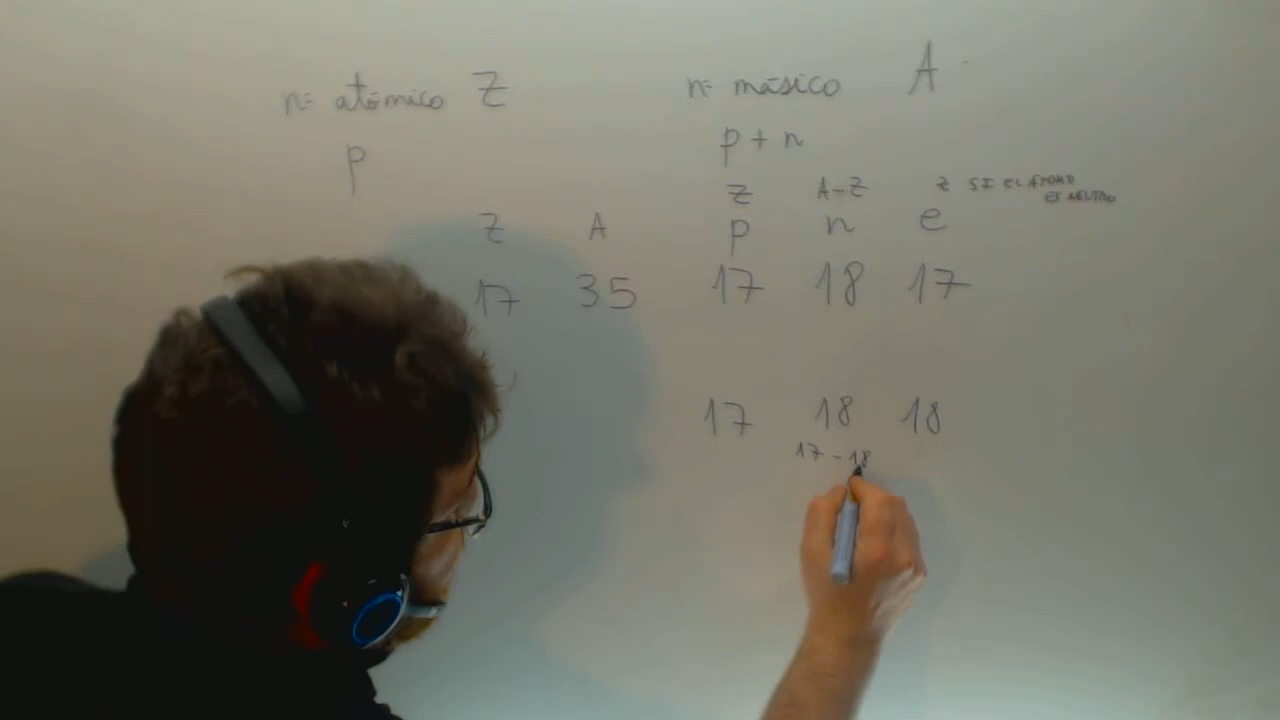 nº atómico Z
nº másico A
p
p + n
Z A-Z Z SI EL ÁTOMO
ES NEUTRO
Z A p n e
17 35 17 18 17
17 18 18
17 - 18